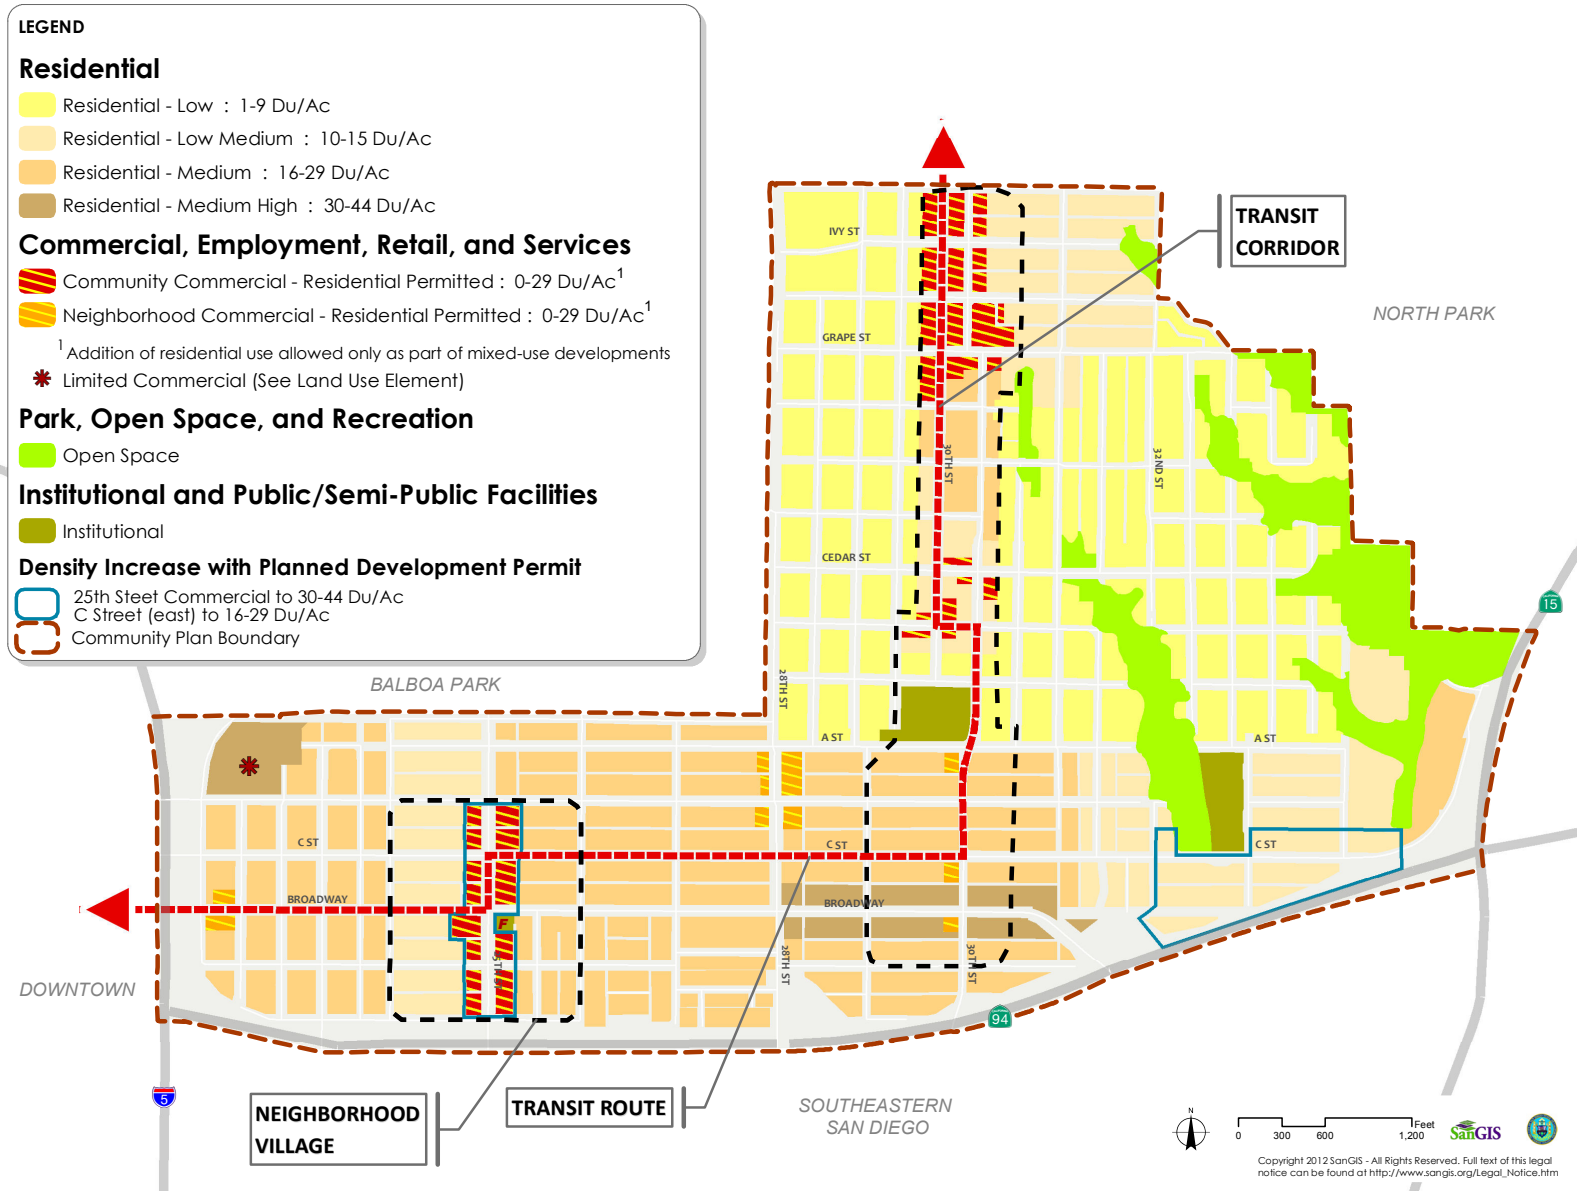 LEGEND
Residential
Residential - Low : 1-9 Du/Ac
Residential - Low Medium : 10-15 Du/Ac
Residential - Medium : 16-29 Du/Ac
Residential - Medium High : 30-44 Du/Ac
Commercial, Employment, Retail, and Services
Community Commercial - Residential Permitted : 0-29 Du/Ac1
Neighborhood Commercial - Residential Permitted : 0-29 Du/Ac1
1 Addition of residential use allowed only as part of mixed-use developments
Limited Commercial (See Land Use Element)
Park, Open Space, and Recreation
Open Space
Institutional and Public/Semi-Public Facilities
Institutional
Density Increase with Planned Development Permit
25th Steet Commercial to 30-44 Du/Ac
C Street (east) to 16-29 Du/Ac
Community Plan Boundary
TRANSIT
CORRIDOR
IVY ST
NORTH PARK
GRAPE ST
30TH ST
32ND ST
CEDAR ST
15
BALBOA PARK
28TH ST
A ST
A ST
C ST
C ST
C ST
BROADWAY
BROADWAY
F
28TH ST
30TH ST
DOWNTOWN
94
5
NEIGHBORHOOD
VILLAGE
TRANSIT ROUTE
SOUTHEASTERN
SAN DIEGO
N
0 300 600 1,200 Feet
SanGIS
Copyright 2012 SanGIS - All Rights Reserved. Full text of this legal
notice can be found at http://www.sangis.org/Legal_Notice.htm